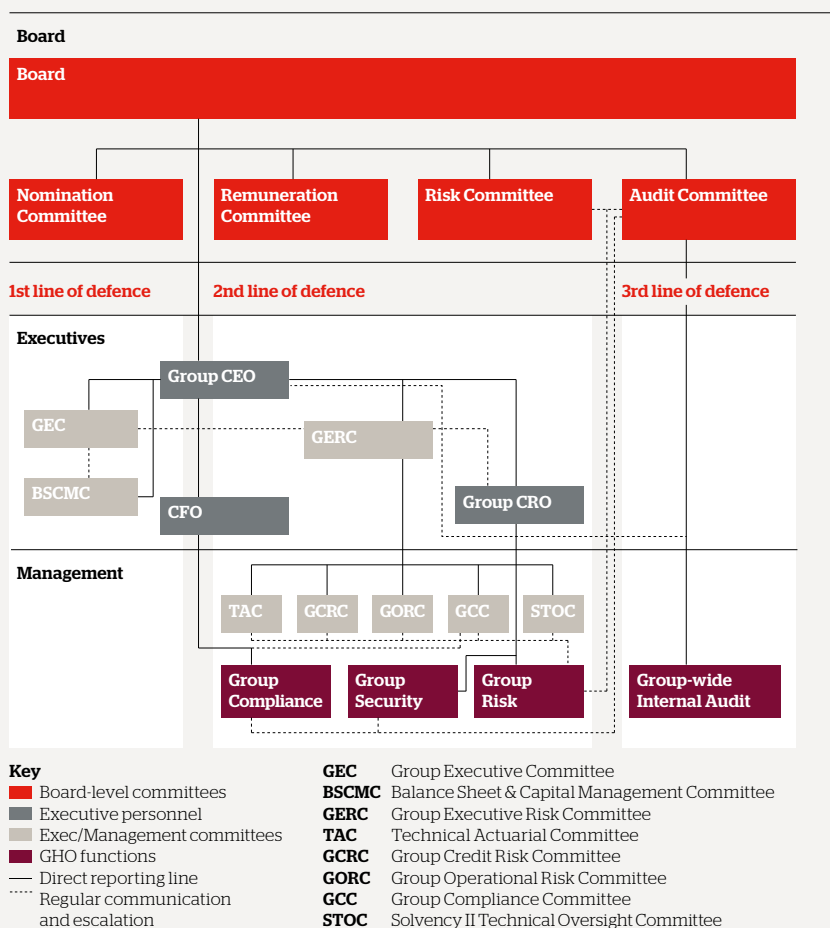 Board
Board
Nomination
Committee
Remuneration
Committee
Risk Committee
Audit Committee
1st line of defence
2nd line of defence
3rd line of defence
Executives
Group CEO
GEC
GERC
BSCMC
CFO
Group CRO
Management
TAC
GCRC
GORC
GCC
STOC
Group
Compliance
Group
Security
Group
Risk
Group-wide
Internal Audit
Key
Board-level committees
Executive personnel
Exec/Management committees
GHO functions
Direct reporting line
Regular communication
and escalation
GEC Group Executive Committee
BSCMC Balance Sheet & Capital Management Committee
GERC Group Executive Risk Committee
TAC Technical Actuarial Committee
GCRC Group Credit Risk Committee
GORC Group Operational Risk Committee
GCC Group Compliance Committee
STOC Solvency II Technical Oversight Committee